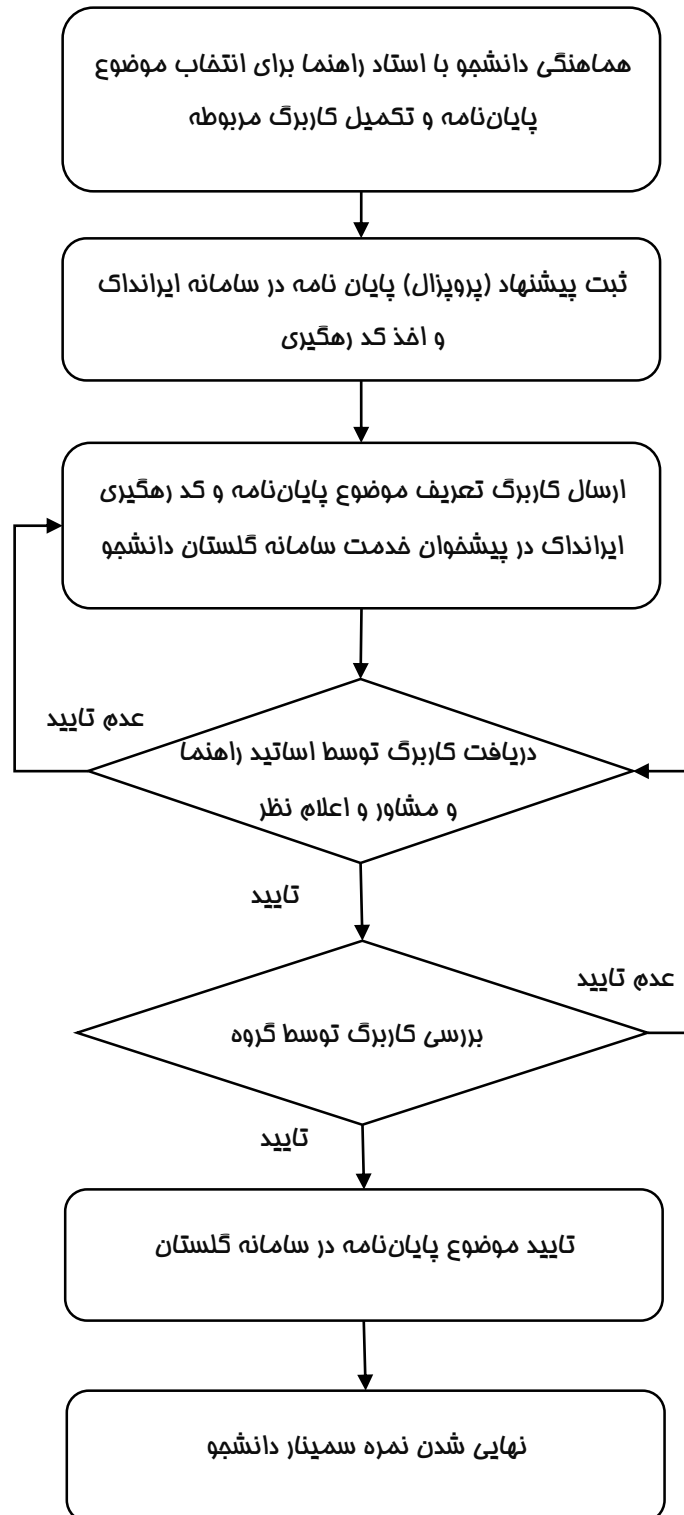 هماهنگی دانشجو با استاد راهنما برای انتخاب موضوع
پایان‌نامه و تکمیل کاربرگ مربوطه
ثبت پیشنهاد (پروپزال) پایان نامه در سامانه ایرانداک
و اخذ کد رهگیری
ارسال کاربرگ تعریف موضوع پایان‌نامه و کد رهگیری
ایرانداک در پیشخوان خدمت سامانه گلستان دانشجو
عدم تایید
دریافت کاربرگ توسط اساتید راهنما
و مشاور و اعلام نظر
تایید
عدم تایید
بررسی کاربرگ توسط گروه
تایید
تایید موضوع پایان‌نامه در سامانه گلستان
نهایی شدن نمره سمینار دانشجو